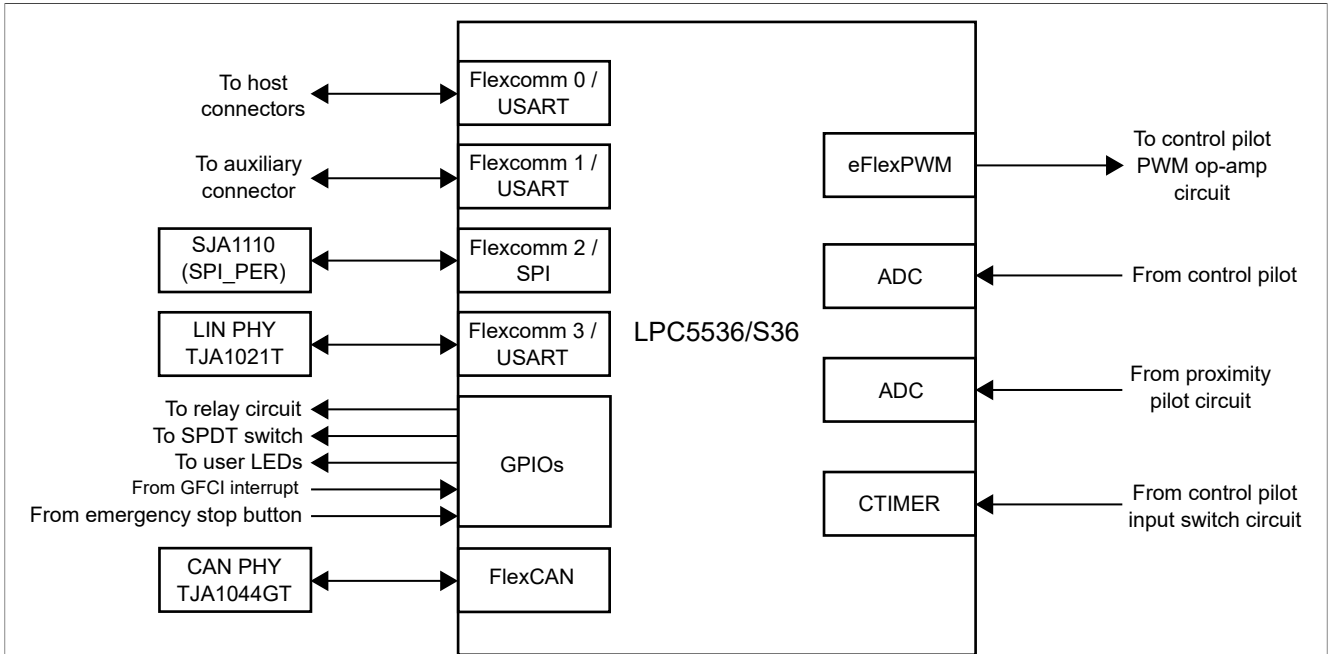 To host
connectors
Flexcomm 0 /
USART
To auxiliary
connector
Flexcomm 1 /
USART
SJA1110
(SPI_PER)
Flexcomm 2 /
SPI
LIN PHY
TJA1021T
Flexcomm 3 /
USART
To relay circuit
To SPDT switch
To user LEDs
From GFCI interrupt
From emergency stop button
GPIOs
CAN PHY
TJA1044GT
FlexCAN
LPC5536/S36
eFlexPWM
To control pilot
PWM op-amp
circuit
ADC
From control pilot
ADC
From proximity
pilot circuit
CTIMER
From control pilot
input switch circuit